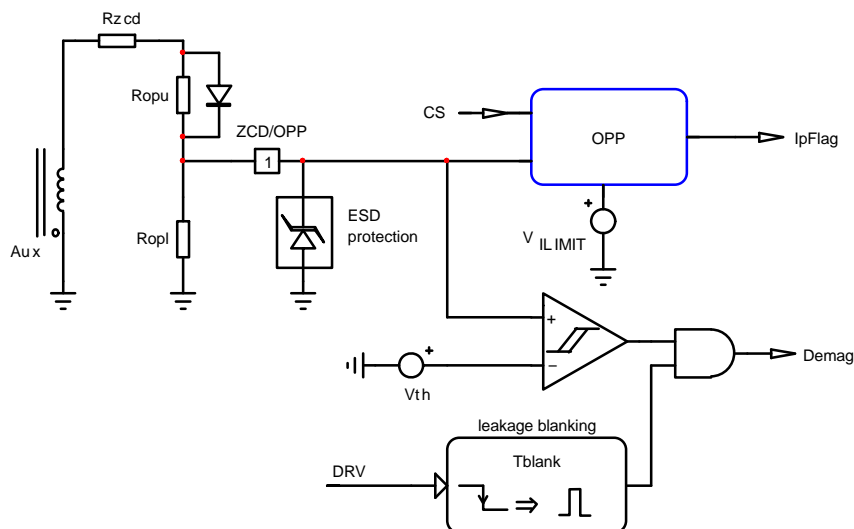 Rzcd
Ropu
ZCD/OPP
1
CS
OPP
IpFlag
Ropl
Aux
ESD
protection
+
V
ILIMIT
+
−
+
Vth
Demag
leakage blanking
Tblank
DRV